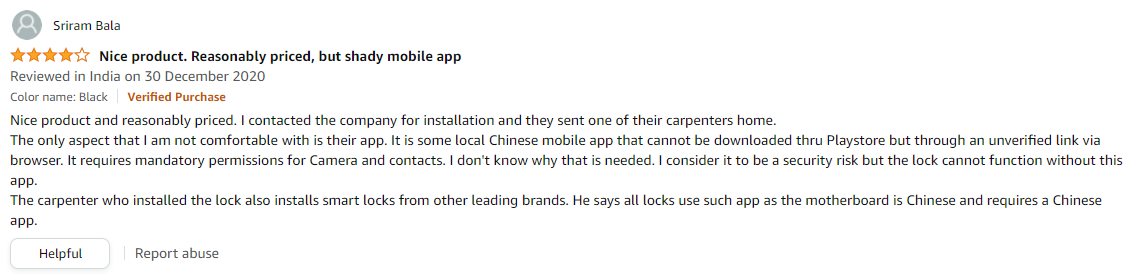 Sriram Bala
Nice product. Reasonably priced, but shady mobile app
Reviewed in India on 30 December 2020
Color name: Black Verified Purchase
Nice product and reasonably priced. I contacted the company for installation and they sent one of their carpenters home.
The only aspect that I am not comfortable with is their app. It is some local Chinese mobile app that cannot be downloaded thru Playstore but through an unverified link via
browser. It requires mandatory permissions for Camera and contacts. I don't know why that is needed. I consider it to be a security risk but the lock cannot function without this
app.
The carpenter who installed the lock also installs smart locks from other leading brands. He says all locks use such app as the motherboard is Chinese and requires a Chinese
app.
Helpful Report abuse